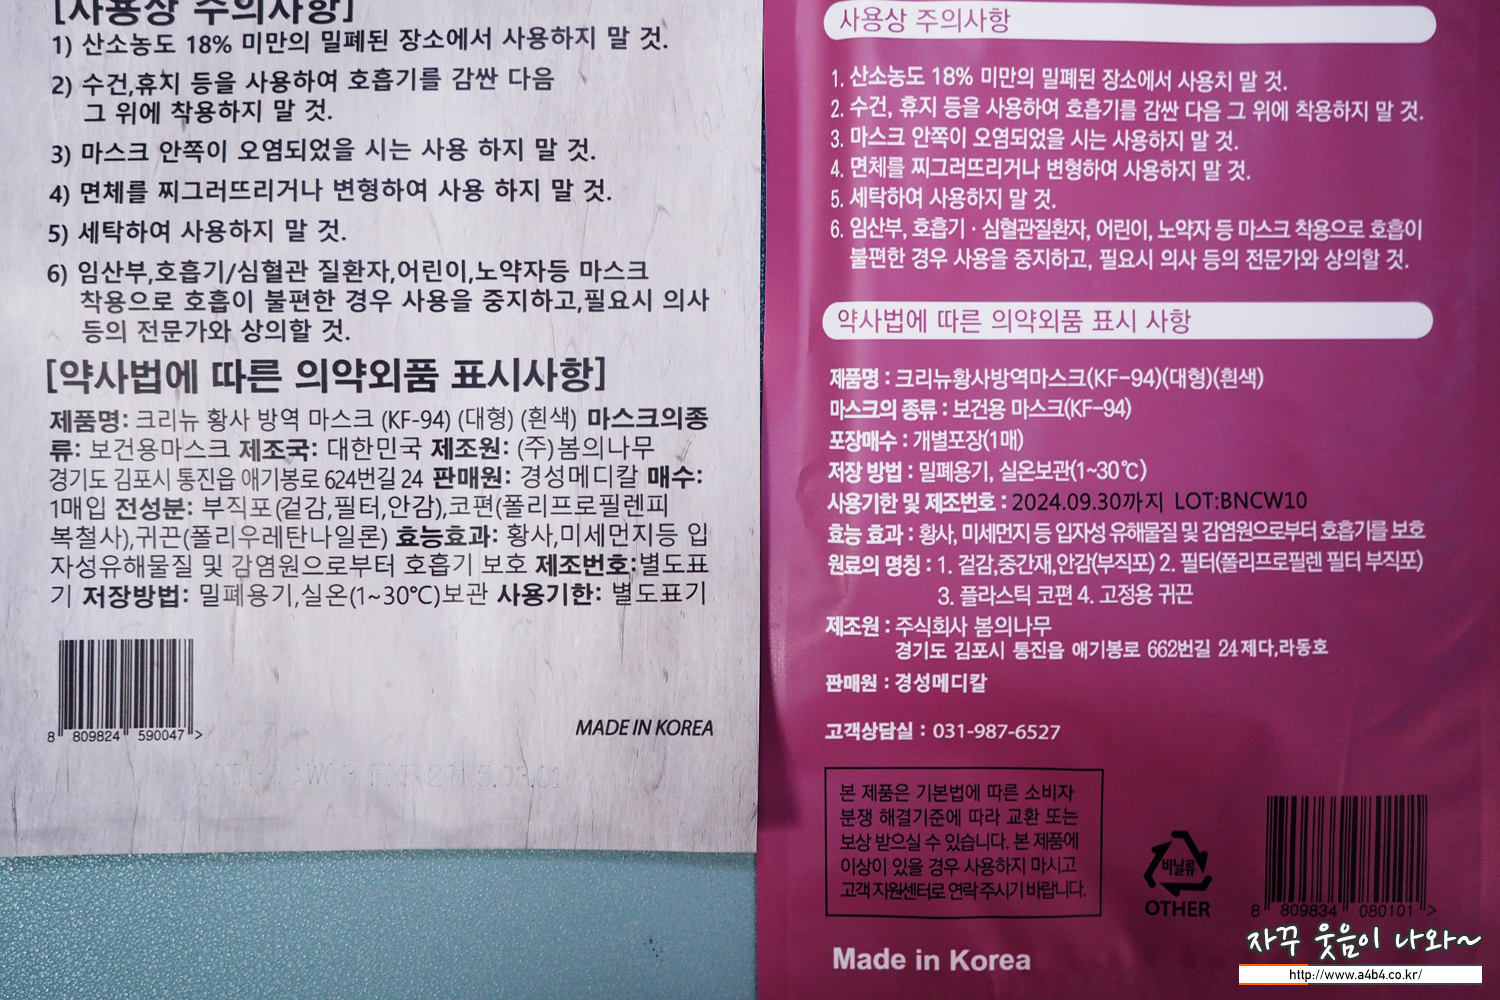 [사용상 주의사항]
1) 산소농도 18% 미만의 밀폐된 장소에서 사용하지 말 것.
2) 수건,휴지 등을 사용하여 호흡기를 감싼 다음
그 위에 착용하지 말 것.
3) 마스크 안쪽이 오염되었을 시는 사용 하지 말 것.
4) 면체를 찌그러뜨리거나 변형하여 사용 하지 말 것.
5) 세탁하여 사용하지 말 것.
6) 임산부,호흡기/심혈관 질환자,어린이,노약자등 마스크
착용으로 호흡이 불편한 경우 사용을 중지하고,필요시 의사
등의 전문가와 상의할 것.
[약사법에 따른 의약외품 표시사항]
제품명: 크리뉴 황사 방역 마스크 (KF-94) (대형) (흰색) 마스크의종
류: 보건용마스크 제조국: 대한민국 제조원: (주)봄의나무
경기도 김포시 통진읍 애기봉로 624번길 24 판매원: 경성메디칼 매수:
1매입 전성분: 부직포(겉감,필터,안감),코편(폴리프로필렌피
복철사),귀끈(폴리우레탄나일론) 효능효과: 황사,미세먼지등 입
자성유해물질 및 감염원으로부터 호흡기 보호 제조번호:별도표
기 저장방법: 밀폐용기,실온(1~30℃)보관 사용기한: 별도표기
8 809824 590047 >
MADE IN KOREA
사용상 주의사항
1. 산소농도 18% 미만의 밀폐된 장소에서 사용치 말 것.
2. 수건, 휴지 등을 사용하여 호흡기를 감싼 다음 그 위에 착용하지 말 것.
3. 마스크 안쪽이 오염되었을 시는 사용하지 말 것.
4. 면체를 찌그러뜨리거나 변형하여 사용하지 말 것.
5. 세탁하여 사용하지 말 것.
6. 임산부, 호흡기 · 심혈관질환자, 어린이, 노약자 등 마스크 착용으로 호흡이
불편한 경우 사용을 중지하고, 필요시 의사 등의 전문가와 상의할 것.
약사법에 따른 의약외품 표시 사항
제품명 : 크리뉴황사방역마스크(KF-94)(대형)(흰색)
마스크의 종류 : 보건용 마스크(KF-94)
포장매수 : 개별포장(1매)
저장 방법 : 밀폐용기, 실온보관(1~30℃)
사용기한 및 제조번호 : 2024.09.30까지 LOT:BNCW10
효능 효과 : 황사, 미세먼지 등 입자성 유해물질 및 감염원으로부터 호흡기를 보호
원료의 명칭 : 1. 겉감,중간재,안감(부직포) 2. 필터(폴리프로필렌 필터 부직포)
3. 플라스틱 코편 4. 고정용 귀끈
제조원 : 주식회사 봄의나무
경기도 김포시 통진읍 애기봉로 662번길 24제다,라동호
판매원 : 경성메디칼
고객상담실 : 031-987-6527
본 제품은 기본법에 따른 소비자
분쟁 해결기준에 따라 교환 또는
보상 받으실 수 있습니다. 본 제품에
이상이 있을 경우 사용하지 마시고
고객 지원센터로 연락 주시기 바랍니다.
비닐류
OTHER
8 809834 080101 >
Made in Korea
자꾸 웃음이 나와~
http://www.a4b4.co.kr/